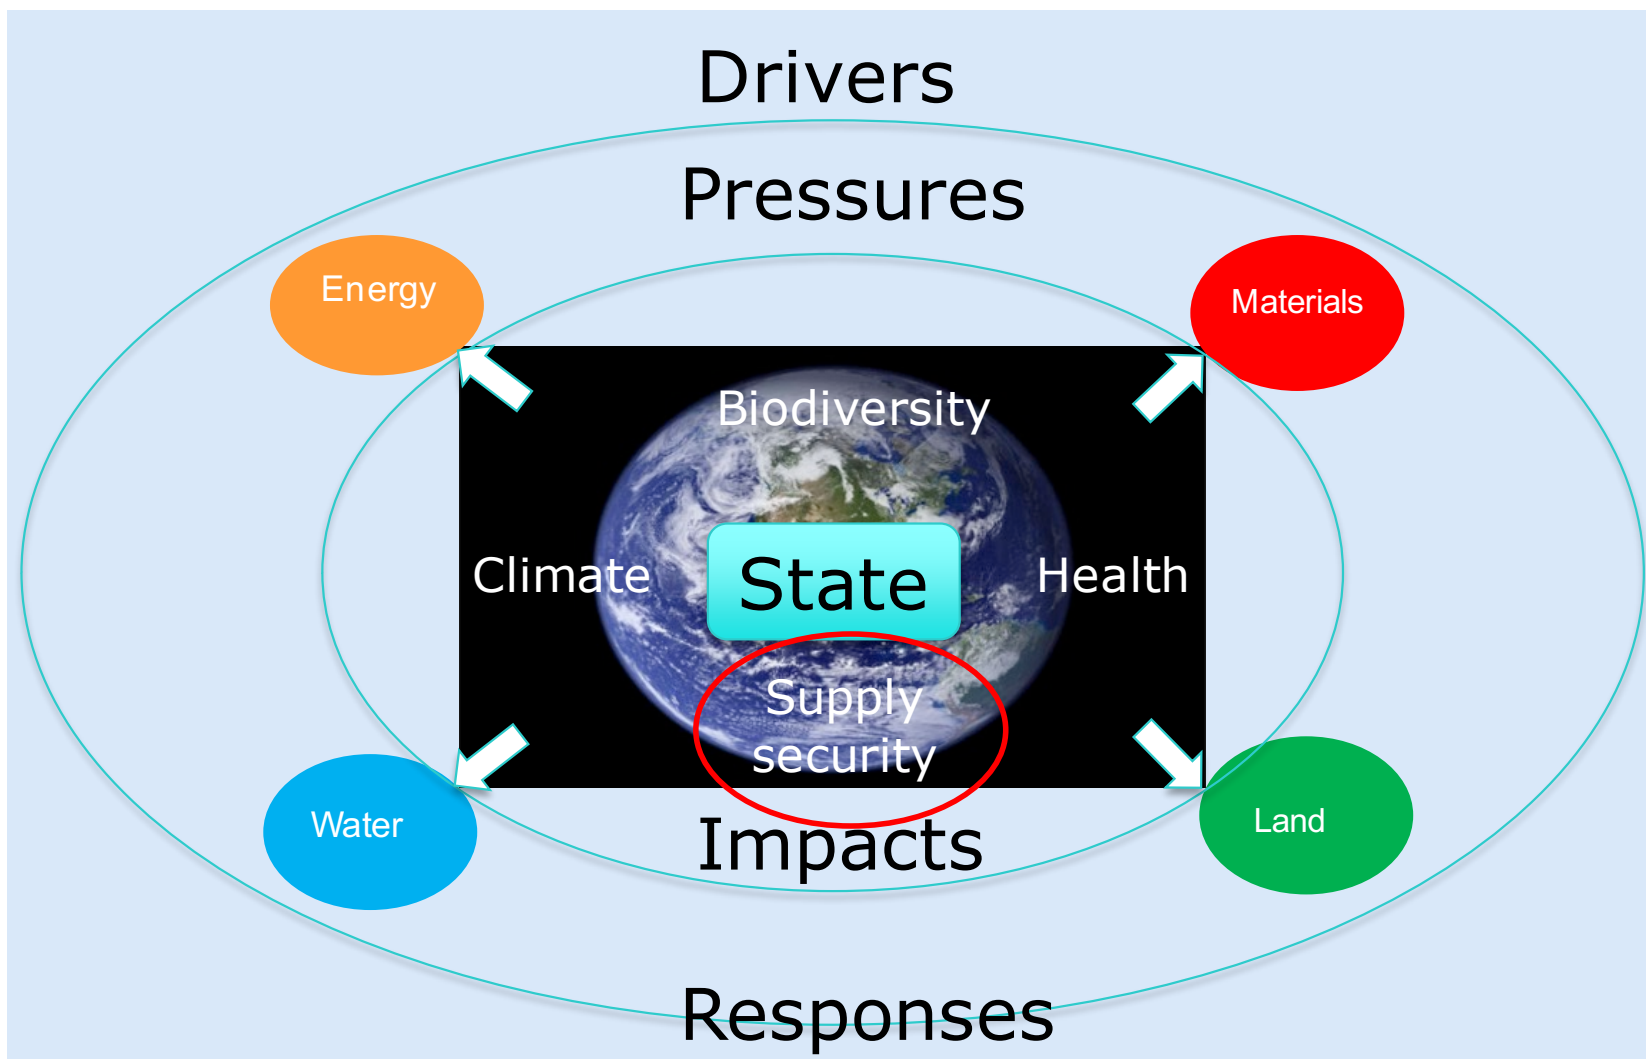 Drivers
Pressures
Energy
Materials
Biodiversity
Climate
State
Health
Supply
security
Water
Land
Impacts
Responses